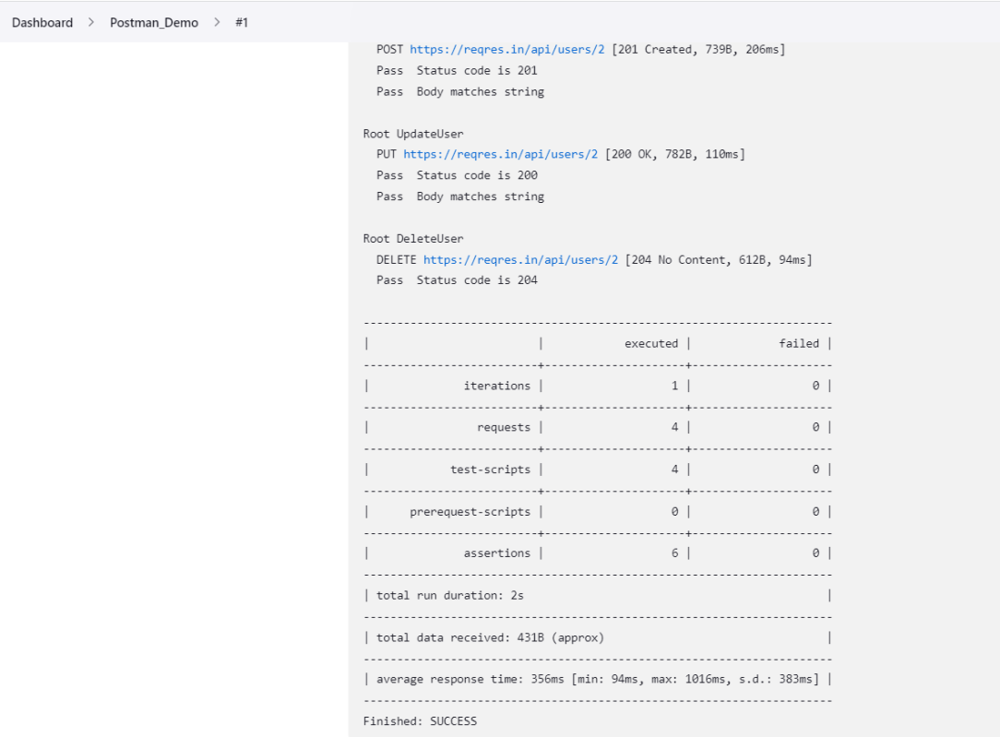 Dashboard > Postman_Demo > #1
POST https://reqres.in/api/users/2 [201 Created, 739B, 206ms]
Pass  Status code is 201
Pass  Body matches string
Root UpdateUser
PUT https://reqres.in/api/users/2 [200 OK, 782B, 110ms]
Pass  Status code is 200
Pass  Body matches string
Root DeleteUser
DELETE https://reqres.in/api/users/2 [204 No Content, 612B, 94ms]
Pass  Status code is 204
| | executed | failed |
| iterations | 1 | 0 |
| requests | 4 | 0 |
| test-scripts | 4 | 0 |
| prerequest-scripts | 0 | 0 |
| assertions | 6 | 0 |
| total run duration: 2s |
| total data received: 431B (approx) |
| average response time: 356ms [min: 94ms, max: 1016ms, s.d.: 383ms] |
Finished: SUCCESS